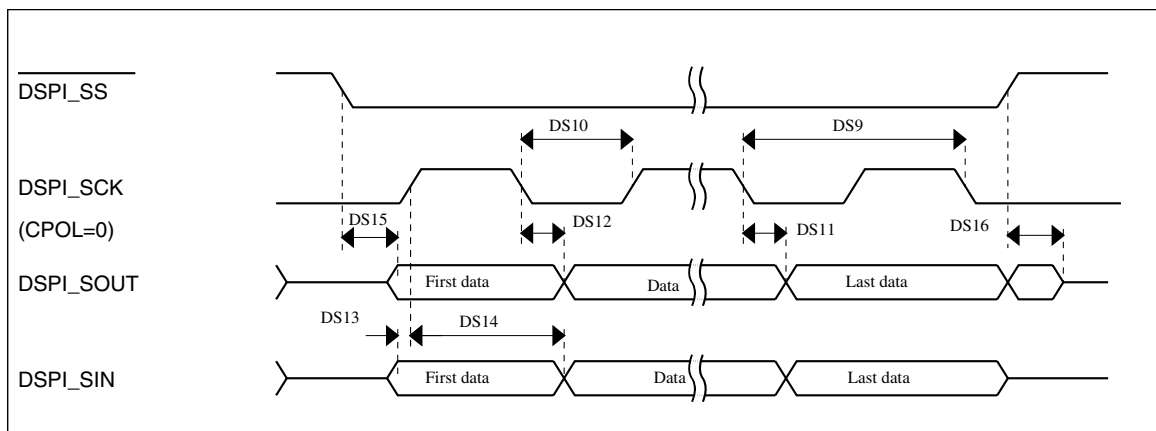 DSPI_SS
DS10
DS9
DSPI_SCK
(CPOL=0)
DS15
DS12
DS11
DS16
DSPI_SOUT
First data
Data
Last data
DS13
DS14
DSPI_SIN
First data
Data
Last data